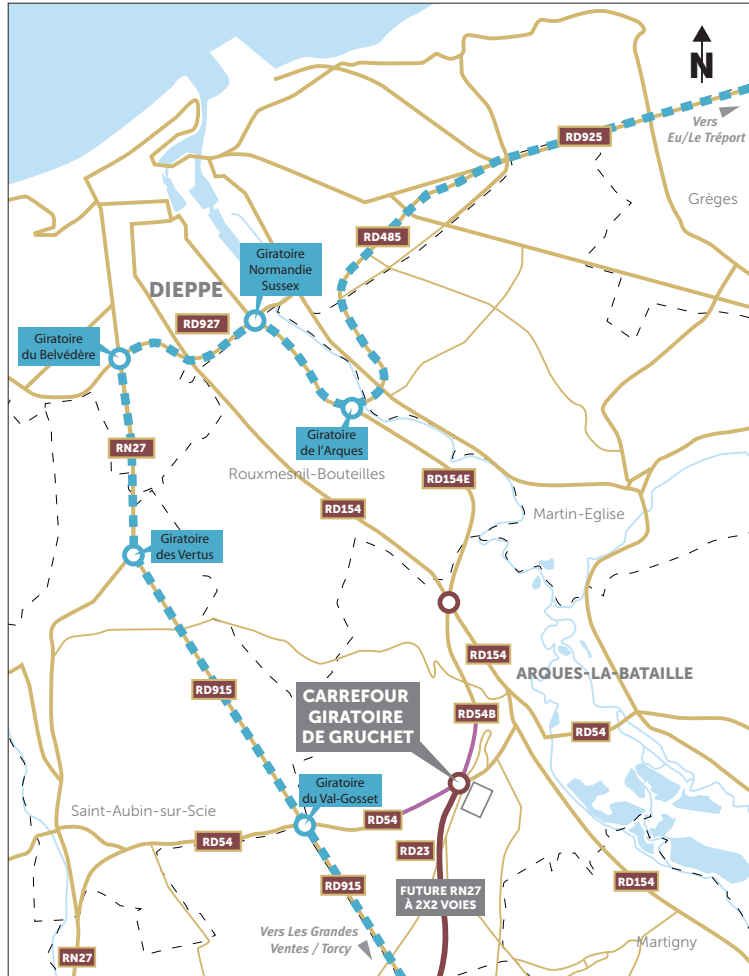 N
Vers
Eu/Le Tréport
RD925
Grèges
RD485
Giratoire
Normandie
Sussex
DIEPPE
RD927
Giratoire
du Belvédère
Giratoire
de l'Arques
RN27
Rouxmesnil-Bouteilles
RD154E
RD154
Martin-Eglise
Giratoire
des Vertus
RD154
ARQUES-LA-BATAILLE
RD915
CARREFOUR
GIRATOIRE
DE GRUCHET
RD54B
RD54
Giratoire
du Val-Gosset
Saint-Aubin-sur-Scie
RD54
RD54
RD23
RD915
FUTURE RN27
À 2X2 VOIES
RD154
Vers Les Grandes
Ventes / Torcy
Martigny
RN27